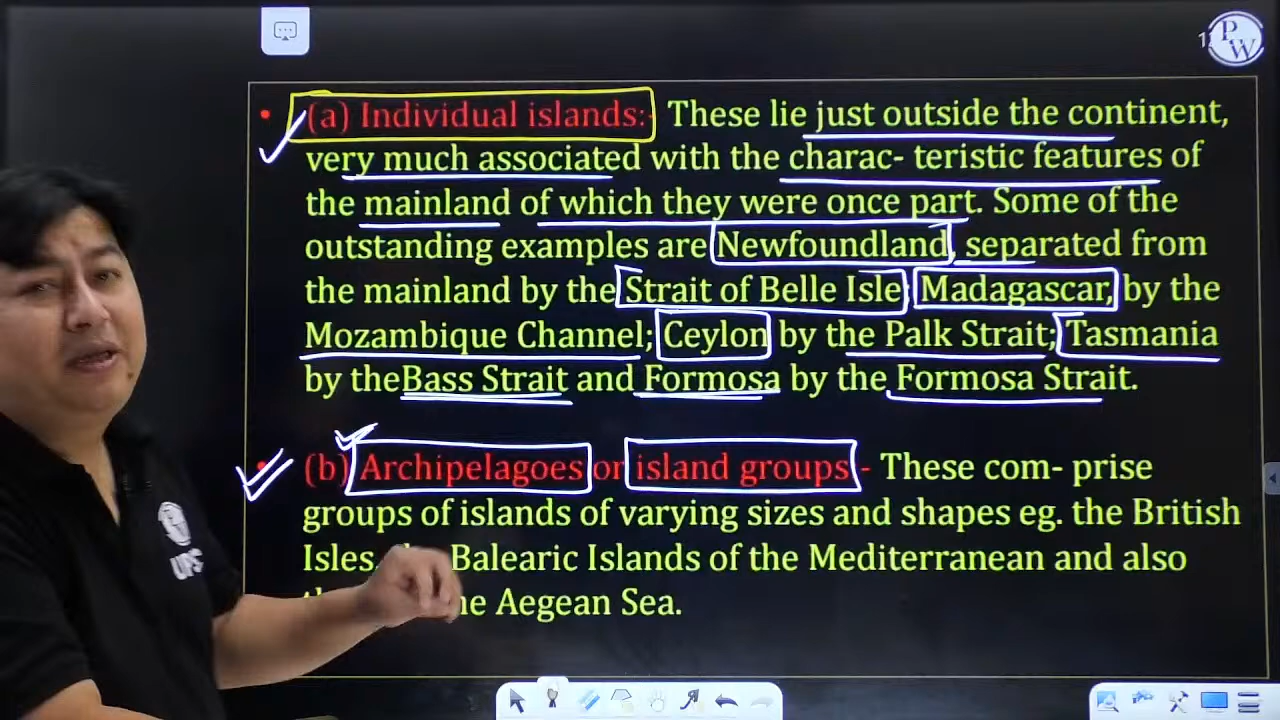 P
W
(a) Individual islands:- These lie just outside the continent,
very much associated with the charac- teristic features of
the mainland of which they were once part. Some of the
outstanding examples are Newfoundland, separated from
the mainland by the Strait of Belle Isle; Madagascar, by the
Mozambique Channel; Ceylon by the Palk Strait; Tasmania
by the Bass Strait and Formosa by the Formosa Strait.
(b) Archipelagoes or island groups - These com- prise
groups of islands of varying sizes and shapes eg. the British
Isles, Balearic Islands of the Mediterranean and also
Aegean Sea.